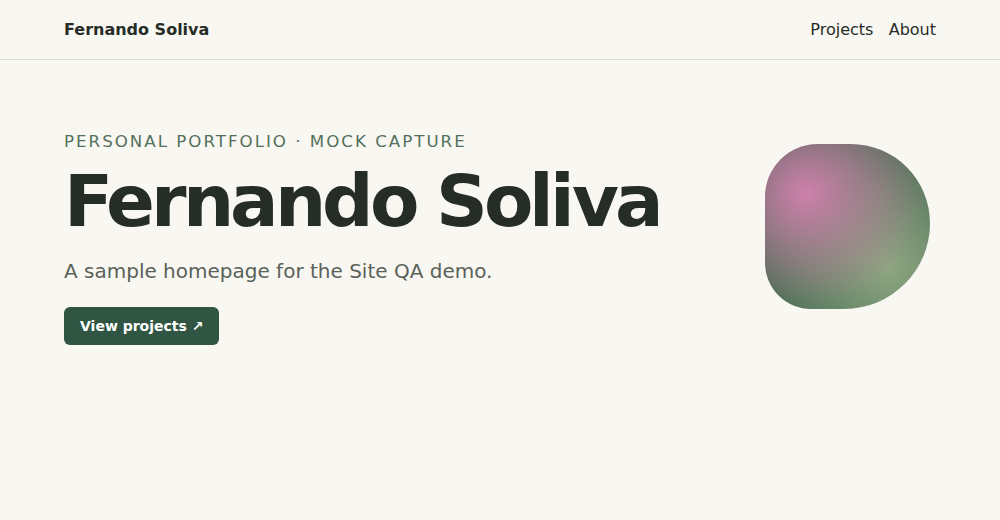 Fernando Soliva
Projects About
PERSONAL PORTFOLIO · MOCK CAPTURE
Fernando Soliva
A sample homepage for the Site QA demo.
View projects ↗